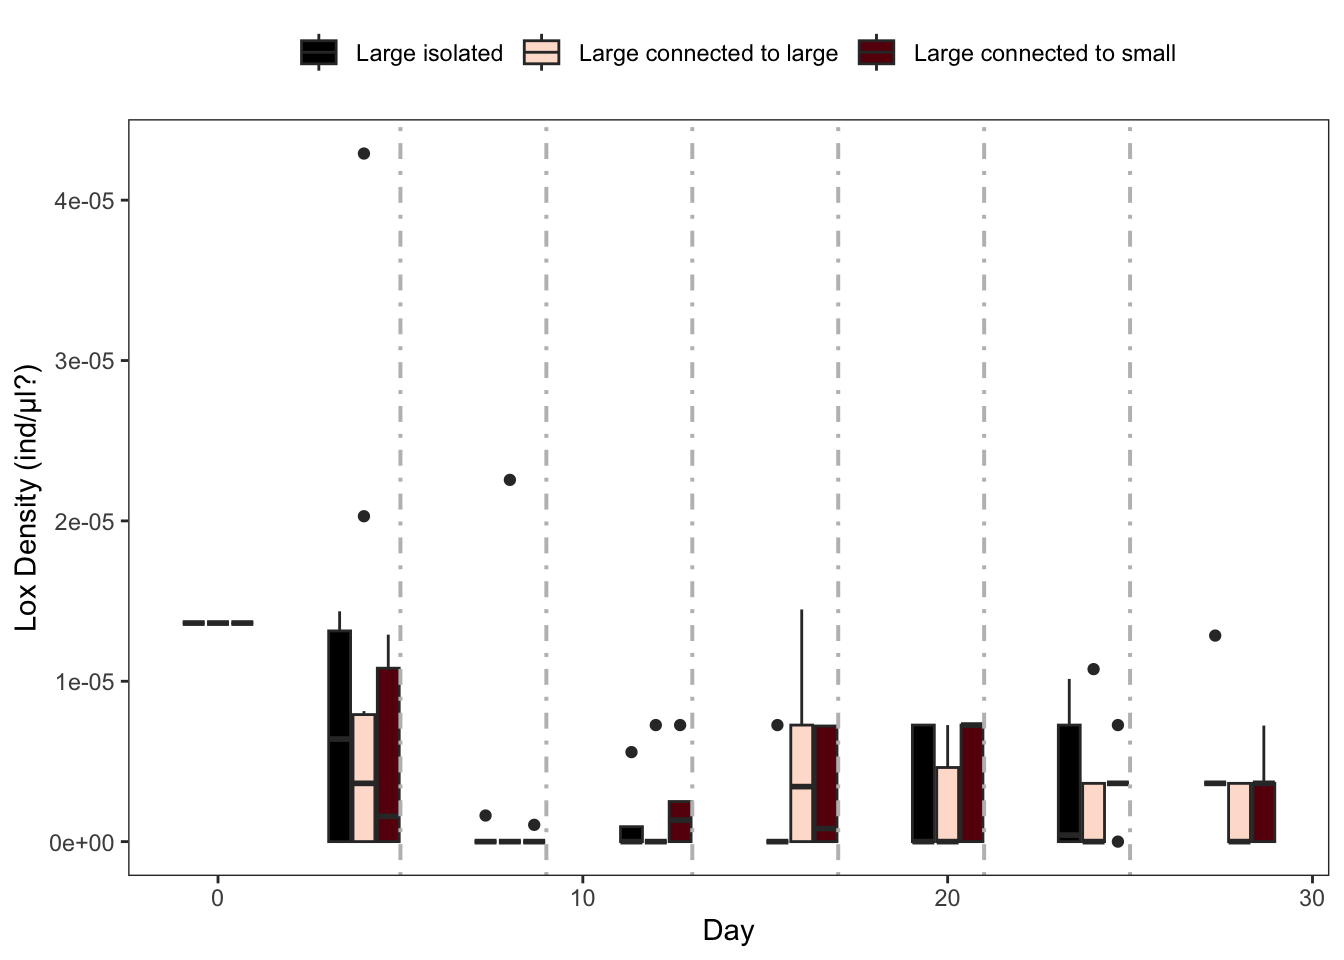 Large isolated Large connected to large Large connected to small
Lox Density (ind/μl?)
4e-05
3e-05
2e-05
1e-05
0e+00
0 10 20 30
Day